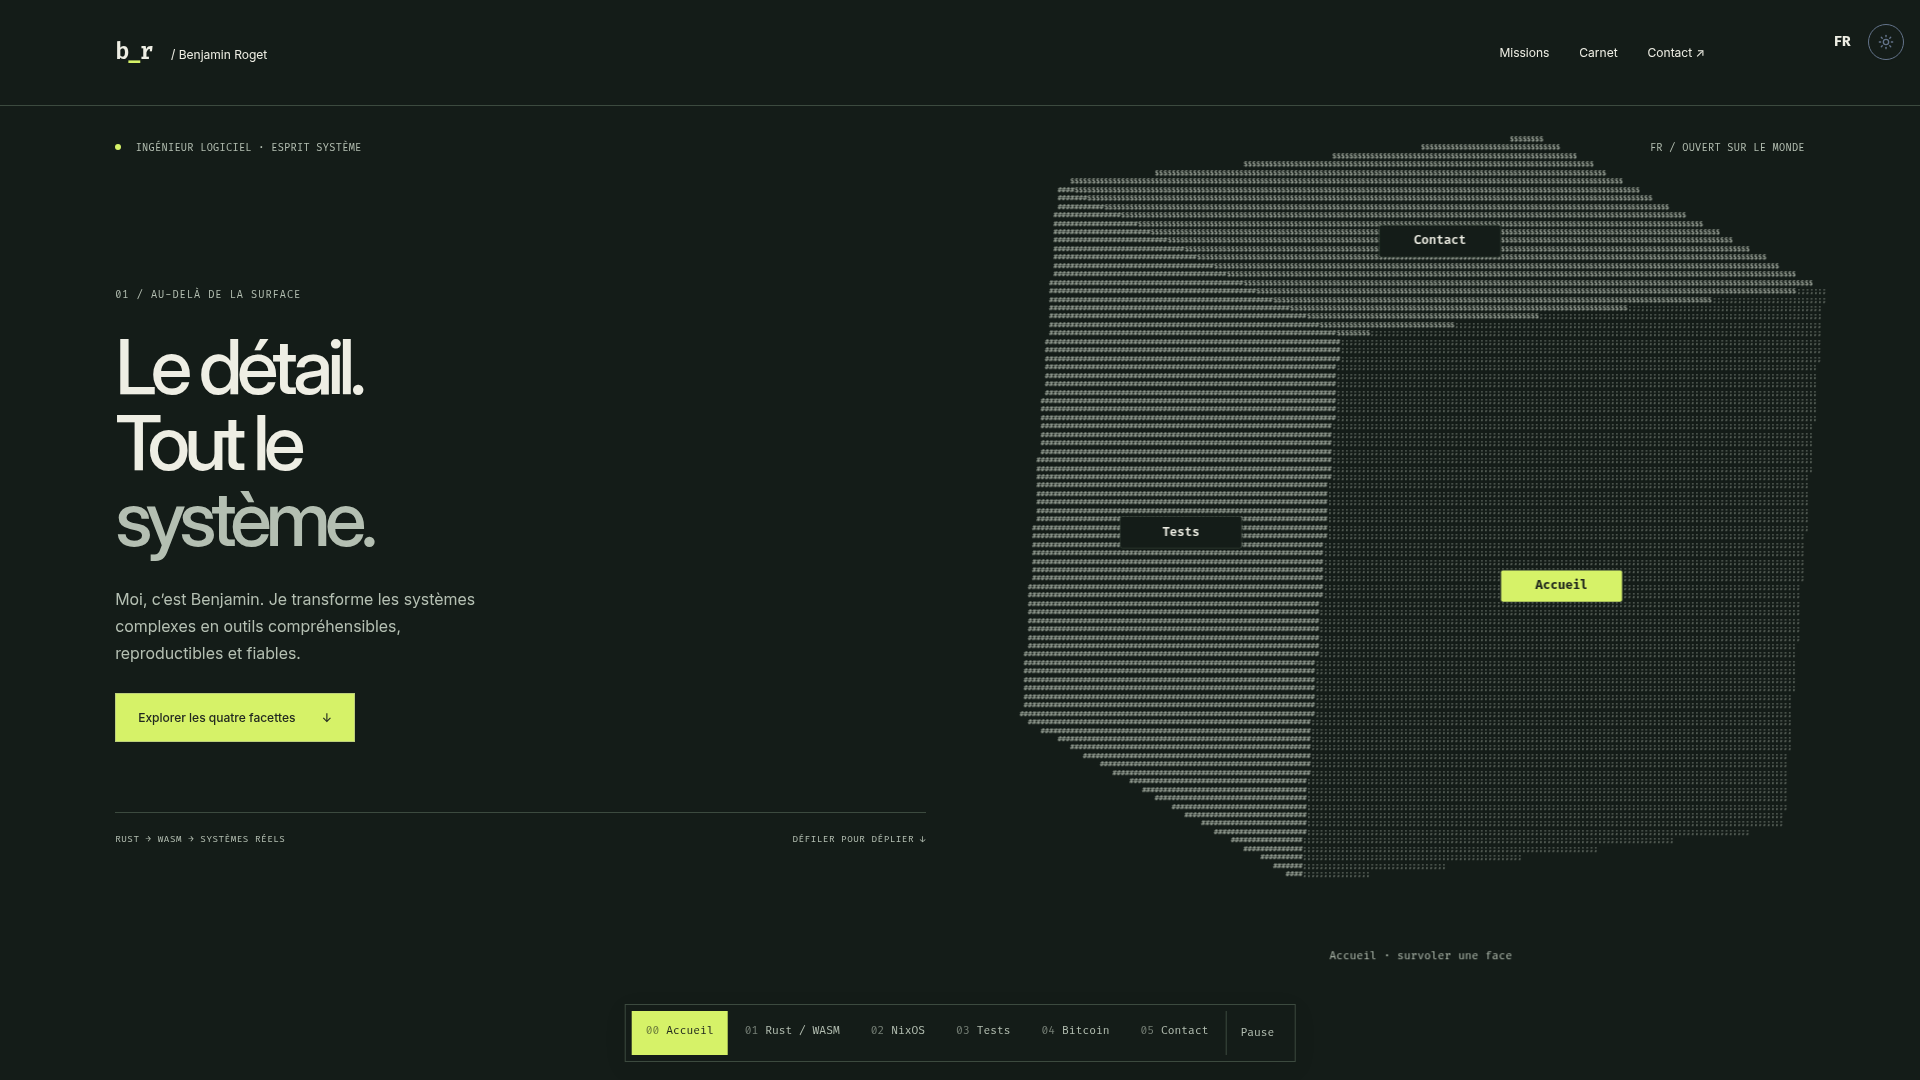 b_r / Benjamin Roget
Missions Carnet Contact ↗
FR
INGÉNIEUR LOGICIEL · ESPRIT SYSTÈME
FR / OUVERT SUR LE MONDE
Contact
01 / AU-DELÀ DE LA SURFACE
Le détail.
Tout le
système.
Tests
Accueil
Moi, c’est Benjamin. Je transforme les systèmes
complexes en outils compréhensibles,
reproductibles et fiables.
Explorer les quatre facettes ↓
RUST → WASM → SYSTÈMES RÉELS
DÉFILER POUR DÉPLIER ↓
Accueil · survoler une face
00 Accueil 01 Rust / WASM 02 NixOS 03 Tests 04 Bitcoin 05 Contact Pause